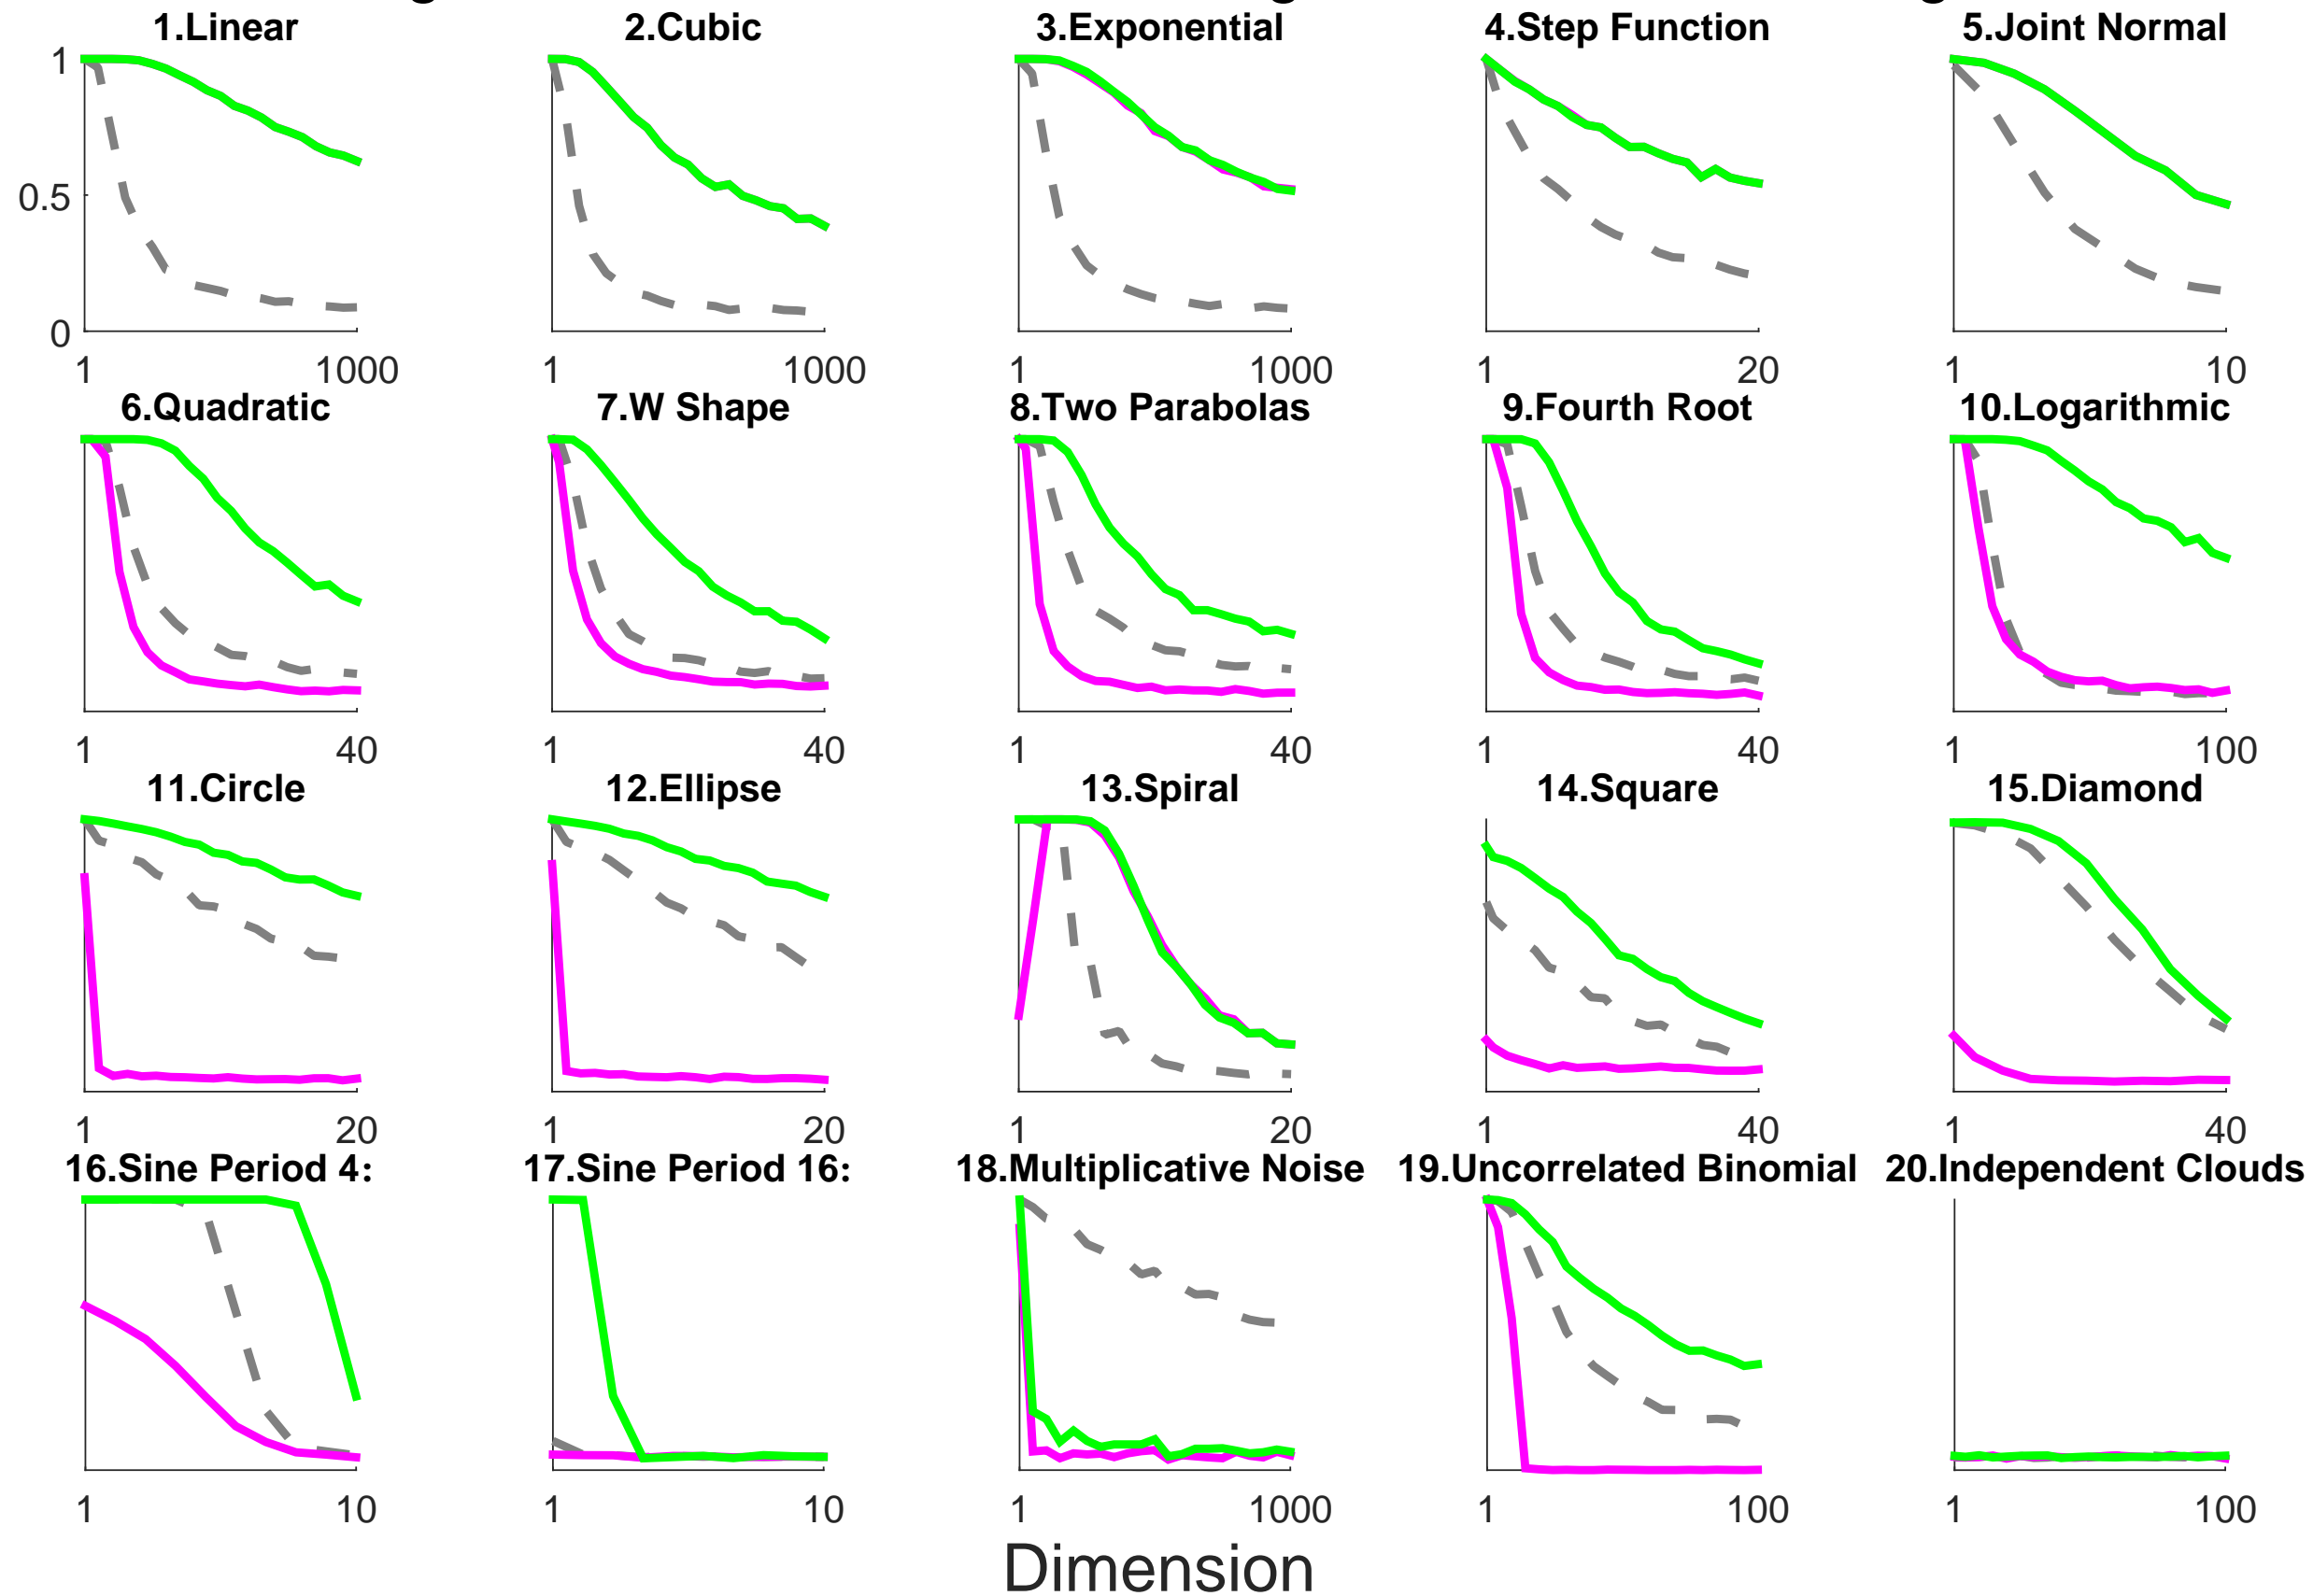 1.Linear 2.Cubic 3.Exponential 4.Step Function 5.Joint Normal
1
0.5
0
1 1000 1 1000 1 1000 1 20 1 10
6.Quadratic 7.W Shape 8.Two Parabolas 9.Fourth Root 10.Logarithmic
1 40 1 40 1 40 1 40 1 100
11.Circle 12.Ellipse 13.Spiral 14.Square 15.Diamond
1 20 1 20 1 20 1 40 1 40
16.Sine Period 4: 17.Sine Period 16: 18.Multiplicative Noise 19.Uncorrelated Binomial 20.Independent Clouds
1 10 1 10 1 1000 1 100 1 100
Dimension